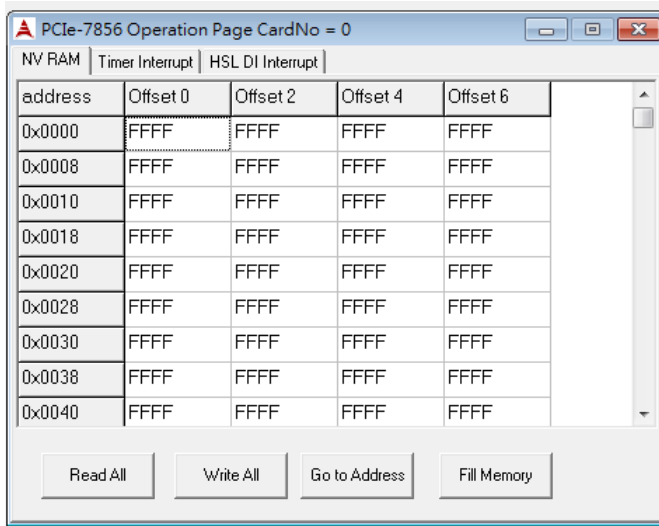 PCIe-7856 Operation Page CardNo = 0
NV RAM Timer Interrupt HSL DI Interrupt
address Offset 0 Offset 2 Offset 4 Offset 6
0x0000 FFFF FFFF FFFF FFFF
0x0008 FFFF FFFF FFFF FFFF
0x0010 FFFF FFFF FFFF FFFF
0x0018 FFFF FFFF FFFF FFFF
0x0020 FFFF FFFF FFFF FFFF
0x0028 FFFF FFFF FFFF FFFF
0x0030 FFFF FFFF FFFF FFFF
0x0038 FFFF FFFF FFFF FFFF
0x0040 FFFF FFFF FFFF FFFF
Read All Write All Go to Address Fill Memory